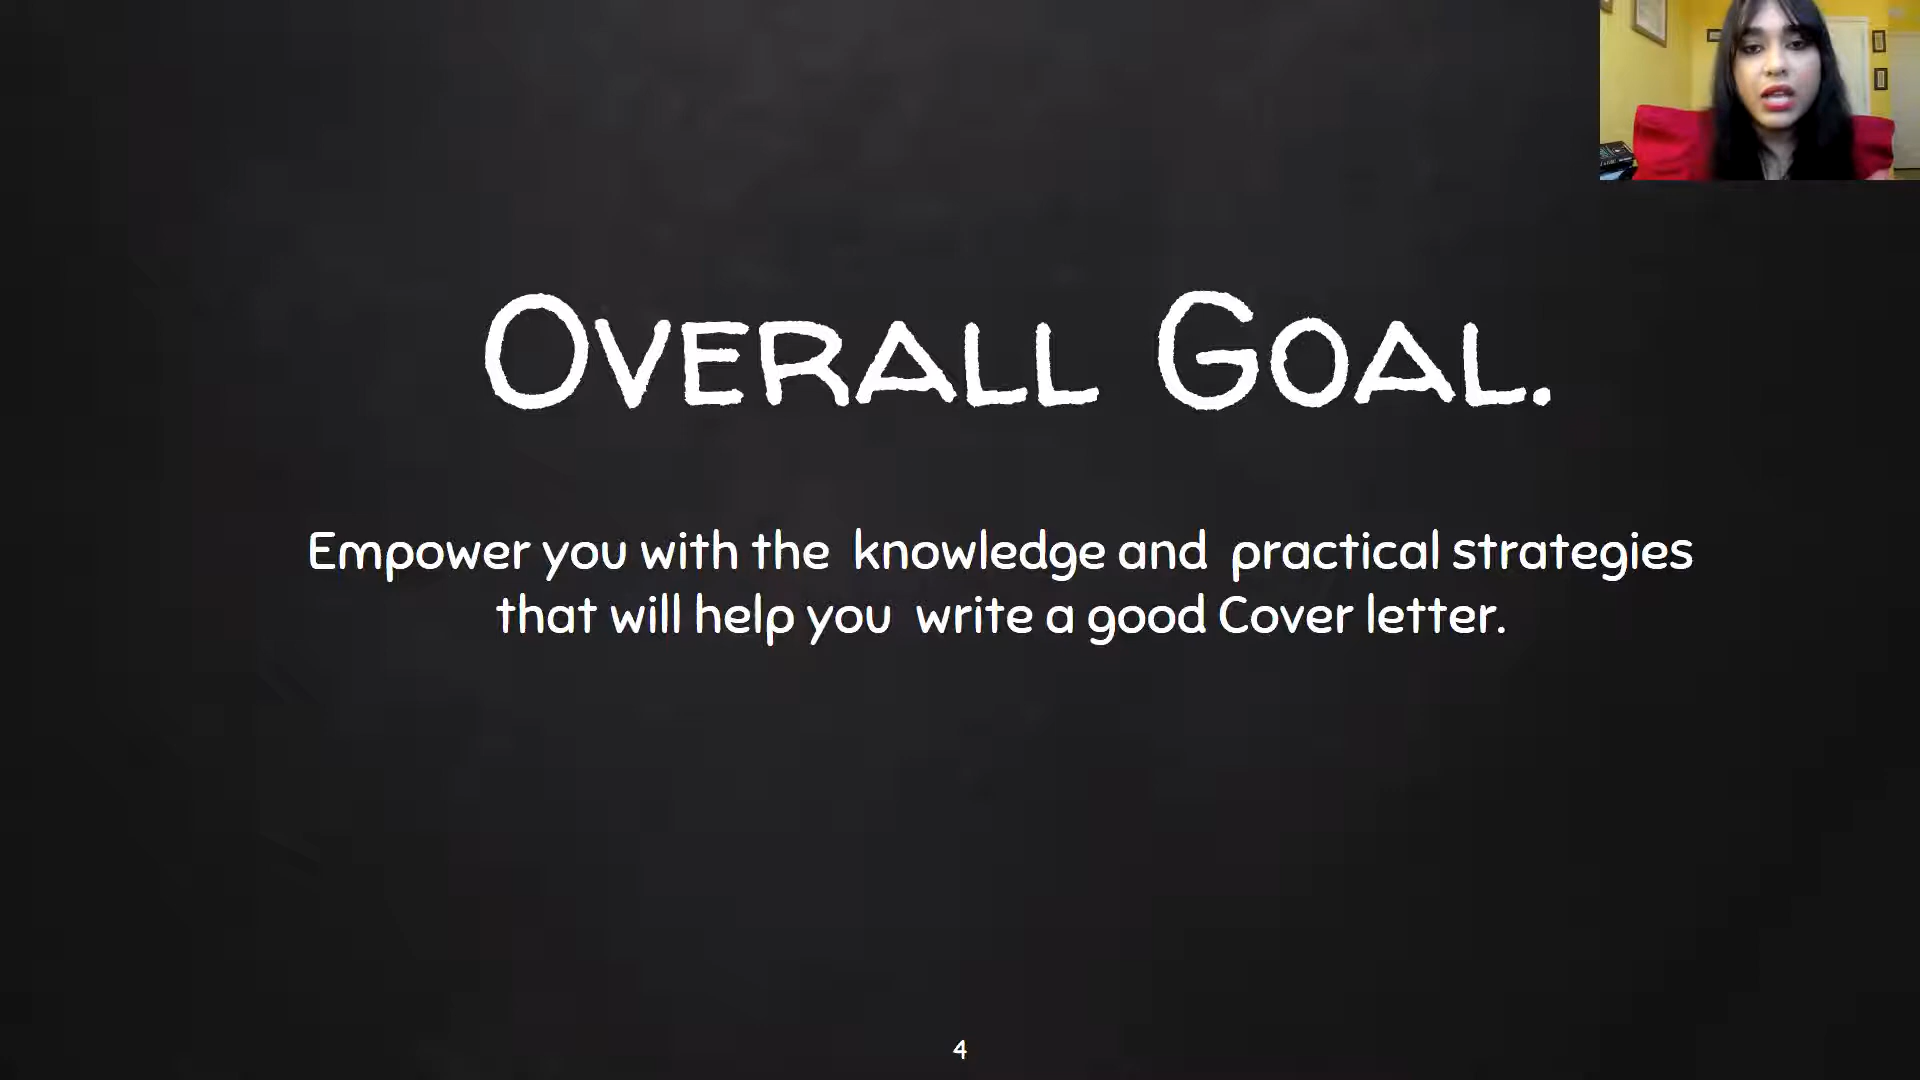 Overall Goal.
Empower you with the knowledge and practical strategies
that will help you write a good Cover letter.
4